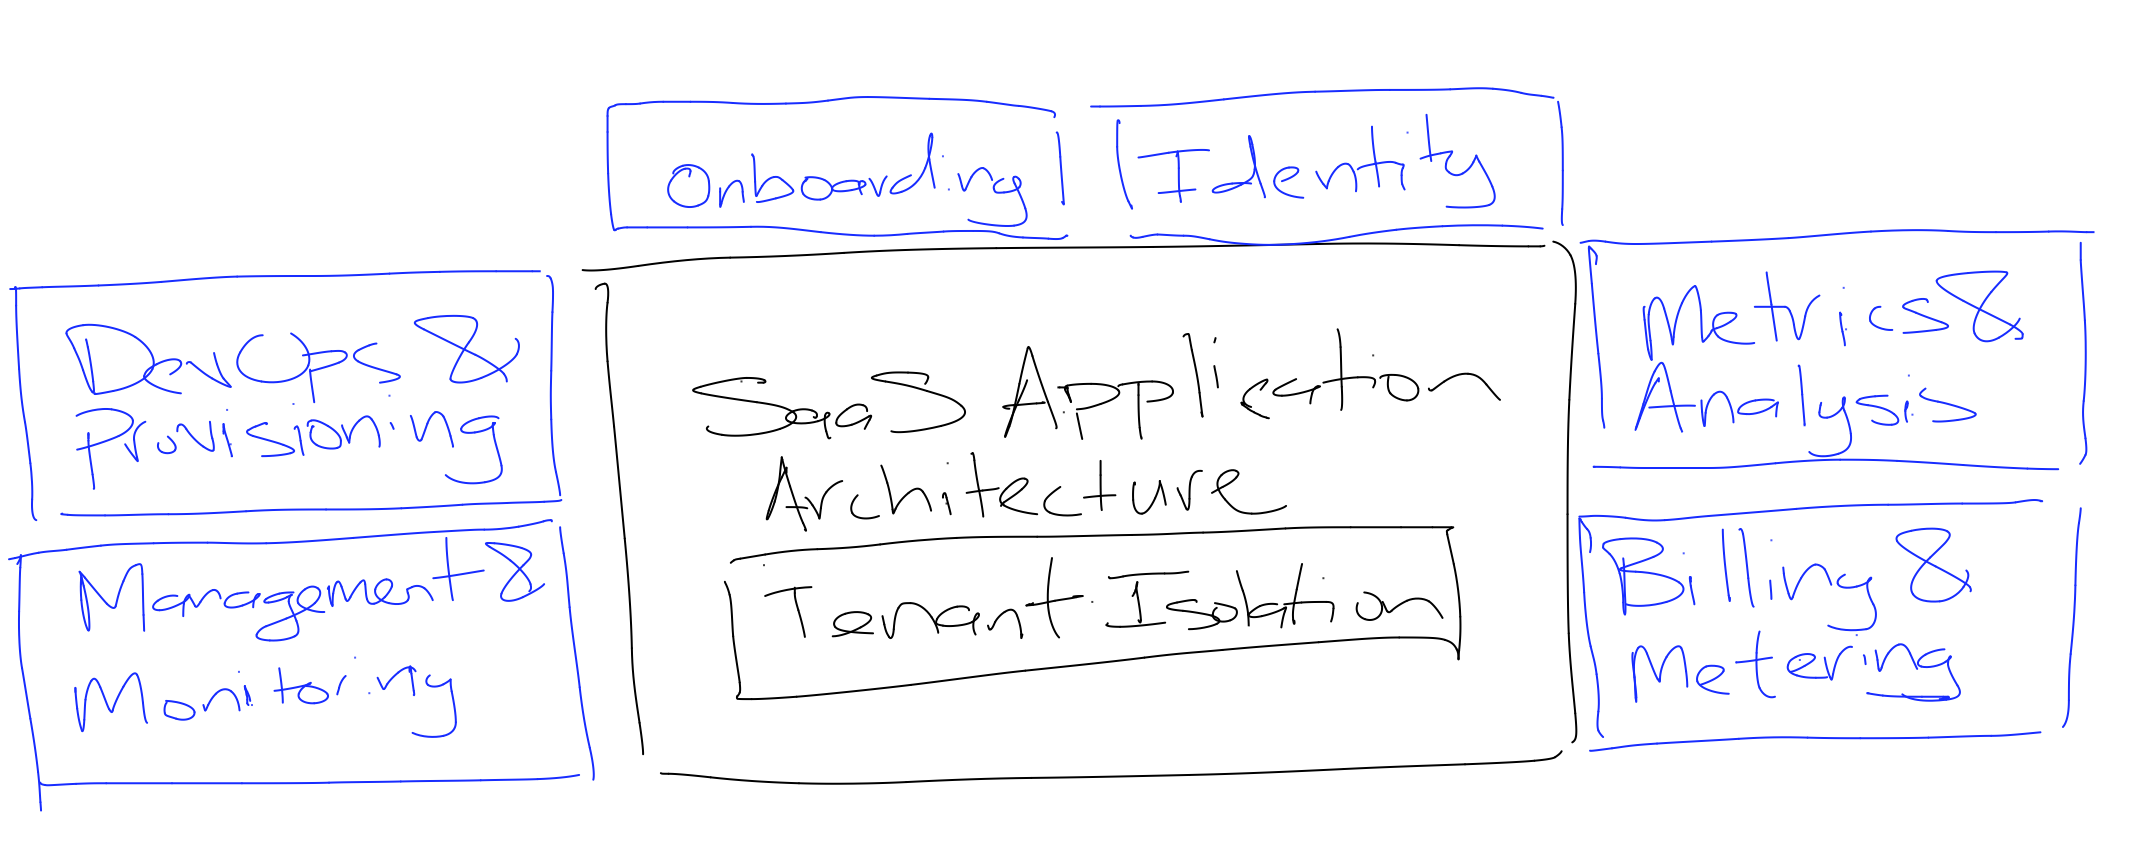 Onboarding
Identity
DevOps &
Provisioning
Management &
Monitoring
SaaS Application
Architecture
Tenant Isolation
Metrics &
Analysis
Billing &
Metering